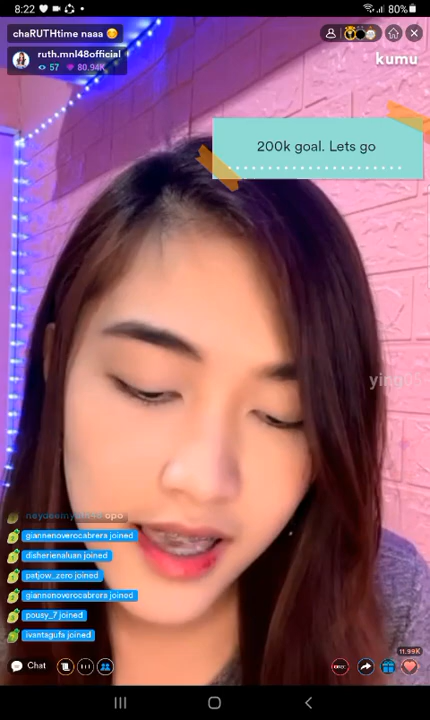 8:22
80%
chaRUTHtime naaa
ruth.mnl48official
57
80.94K
kumu
200k goal. Lets go
opo
giannenoverocabrera joined
disherienaluan joined
patjow_zero joined
giannenoverocabrera joined
pousy_7 joined
ivantagufa joined
11.99K
Chat